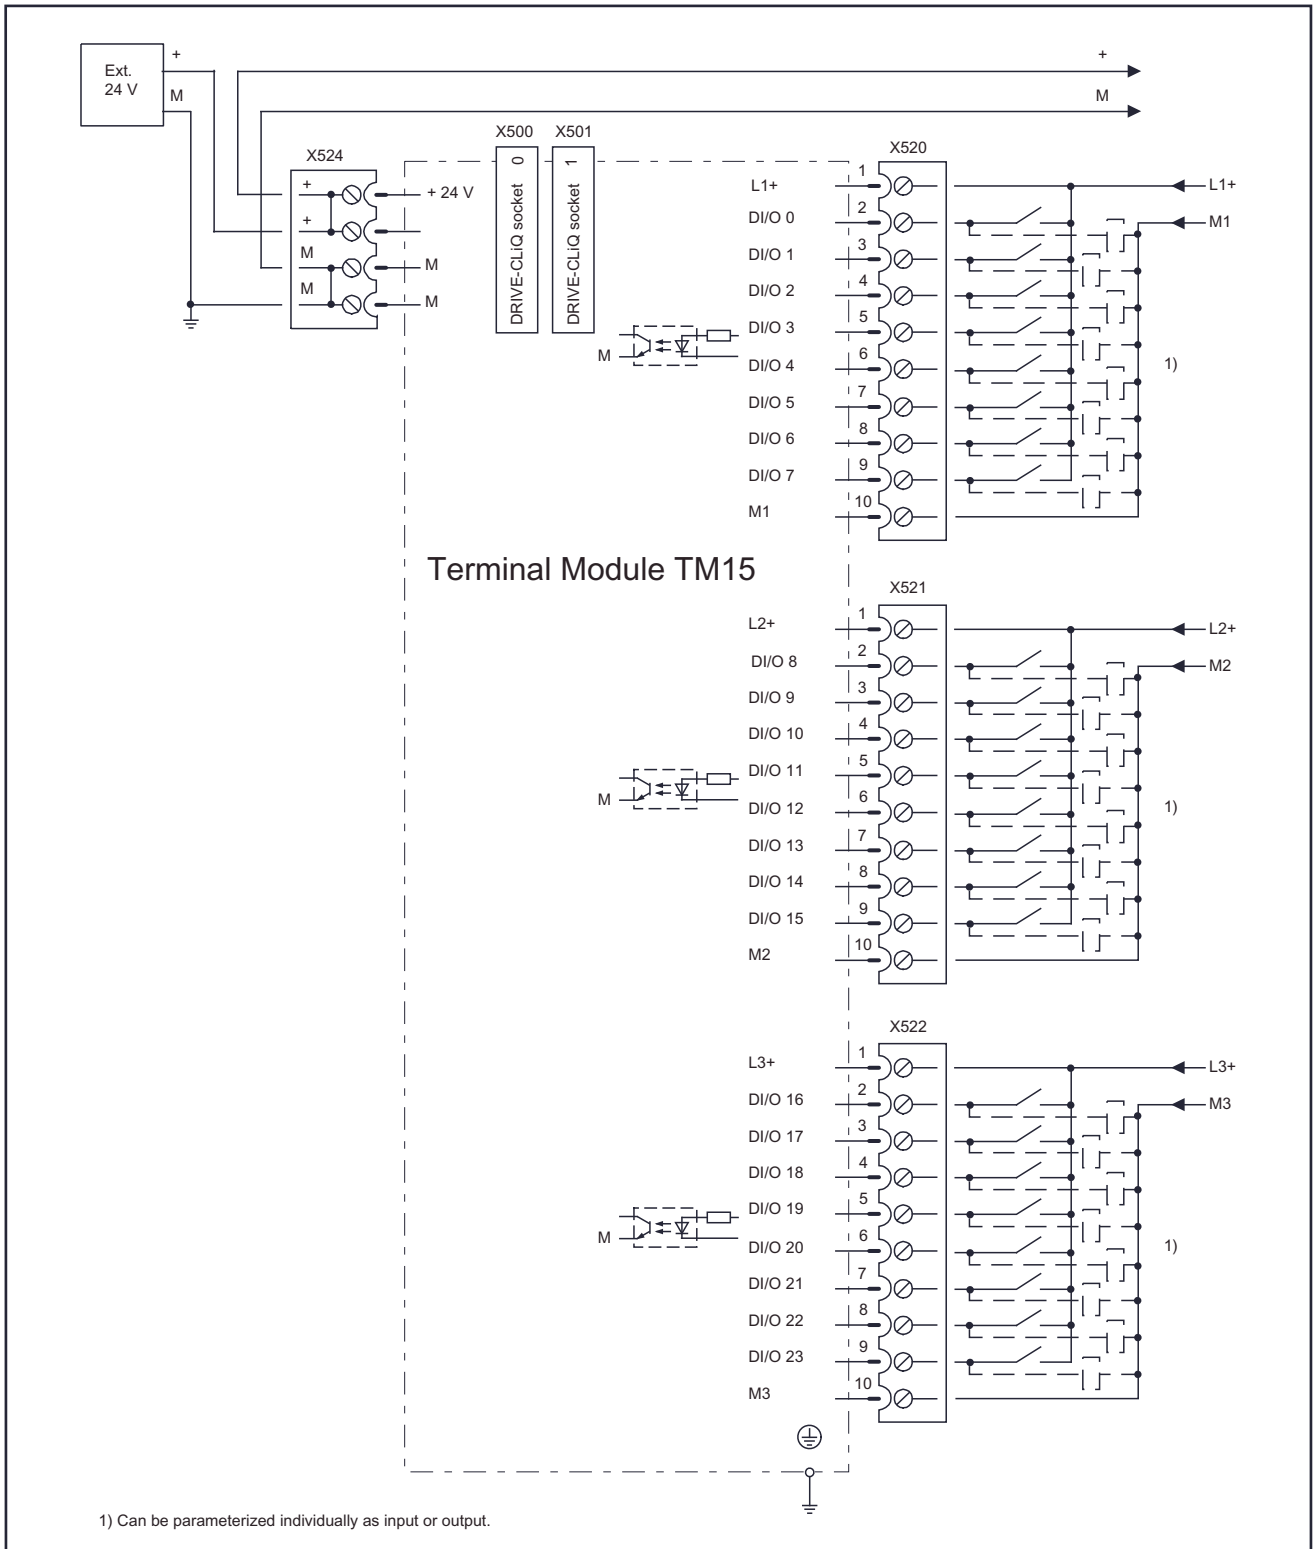 Ext.
24 V
+
M
+
M
X524
+
+
M
M
+ 24 V
M
M
X500
DRIVE-CLiQ socket 0
X501
DRIVE-CLiQ socket 1
X520
L1+ 1 L1+
DI/O 0 2 M1
DI/O 1 3
DI/O 2 4
DI/O 3 5
M
DI/O 4 6 1)
DI/O 5 7
DI/O 6 8
DI/O 7 9
M1 10
Terminal Module TM15
X521
L2+ 1 L2+
DI/O 8 2 M2
DI/O 9 3
DI/O 10 4
DI/O 11 5
M
DI/O 12 6 1)
DI/O 13 7
DI/O 14 8
DI/O 15 9
M2 10
X522
L3+ 1 L3+
DI/O 16 2 M3
DI/O 17 3
DI/O 18 4
DI/O 19 5
M
DI/O 20 6 1)
DI/O 21 7
DI/O 22 8
DI/O 23 9
M3 10
1) Can be parameterized individually as input or output.